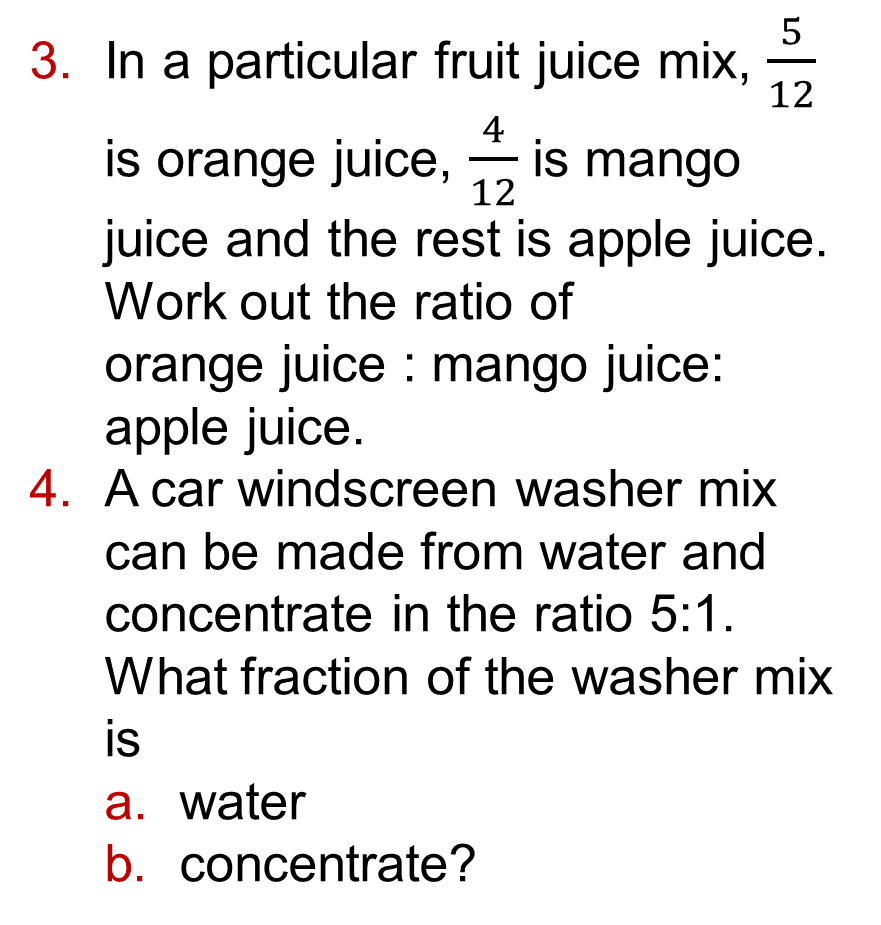 3. In a particular fruit juice mix, 5/12
is orange juice, 4/12 is mango
juice and the rest is apple juice.
Work out the ratio of
orange juice : mango juice:
apple juice.
4. A car windscreen washer mix
can be made from water and
concentrate in the ratio 5:1.
What fraction of the washer mix
is
a. water
b. concentrate?